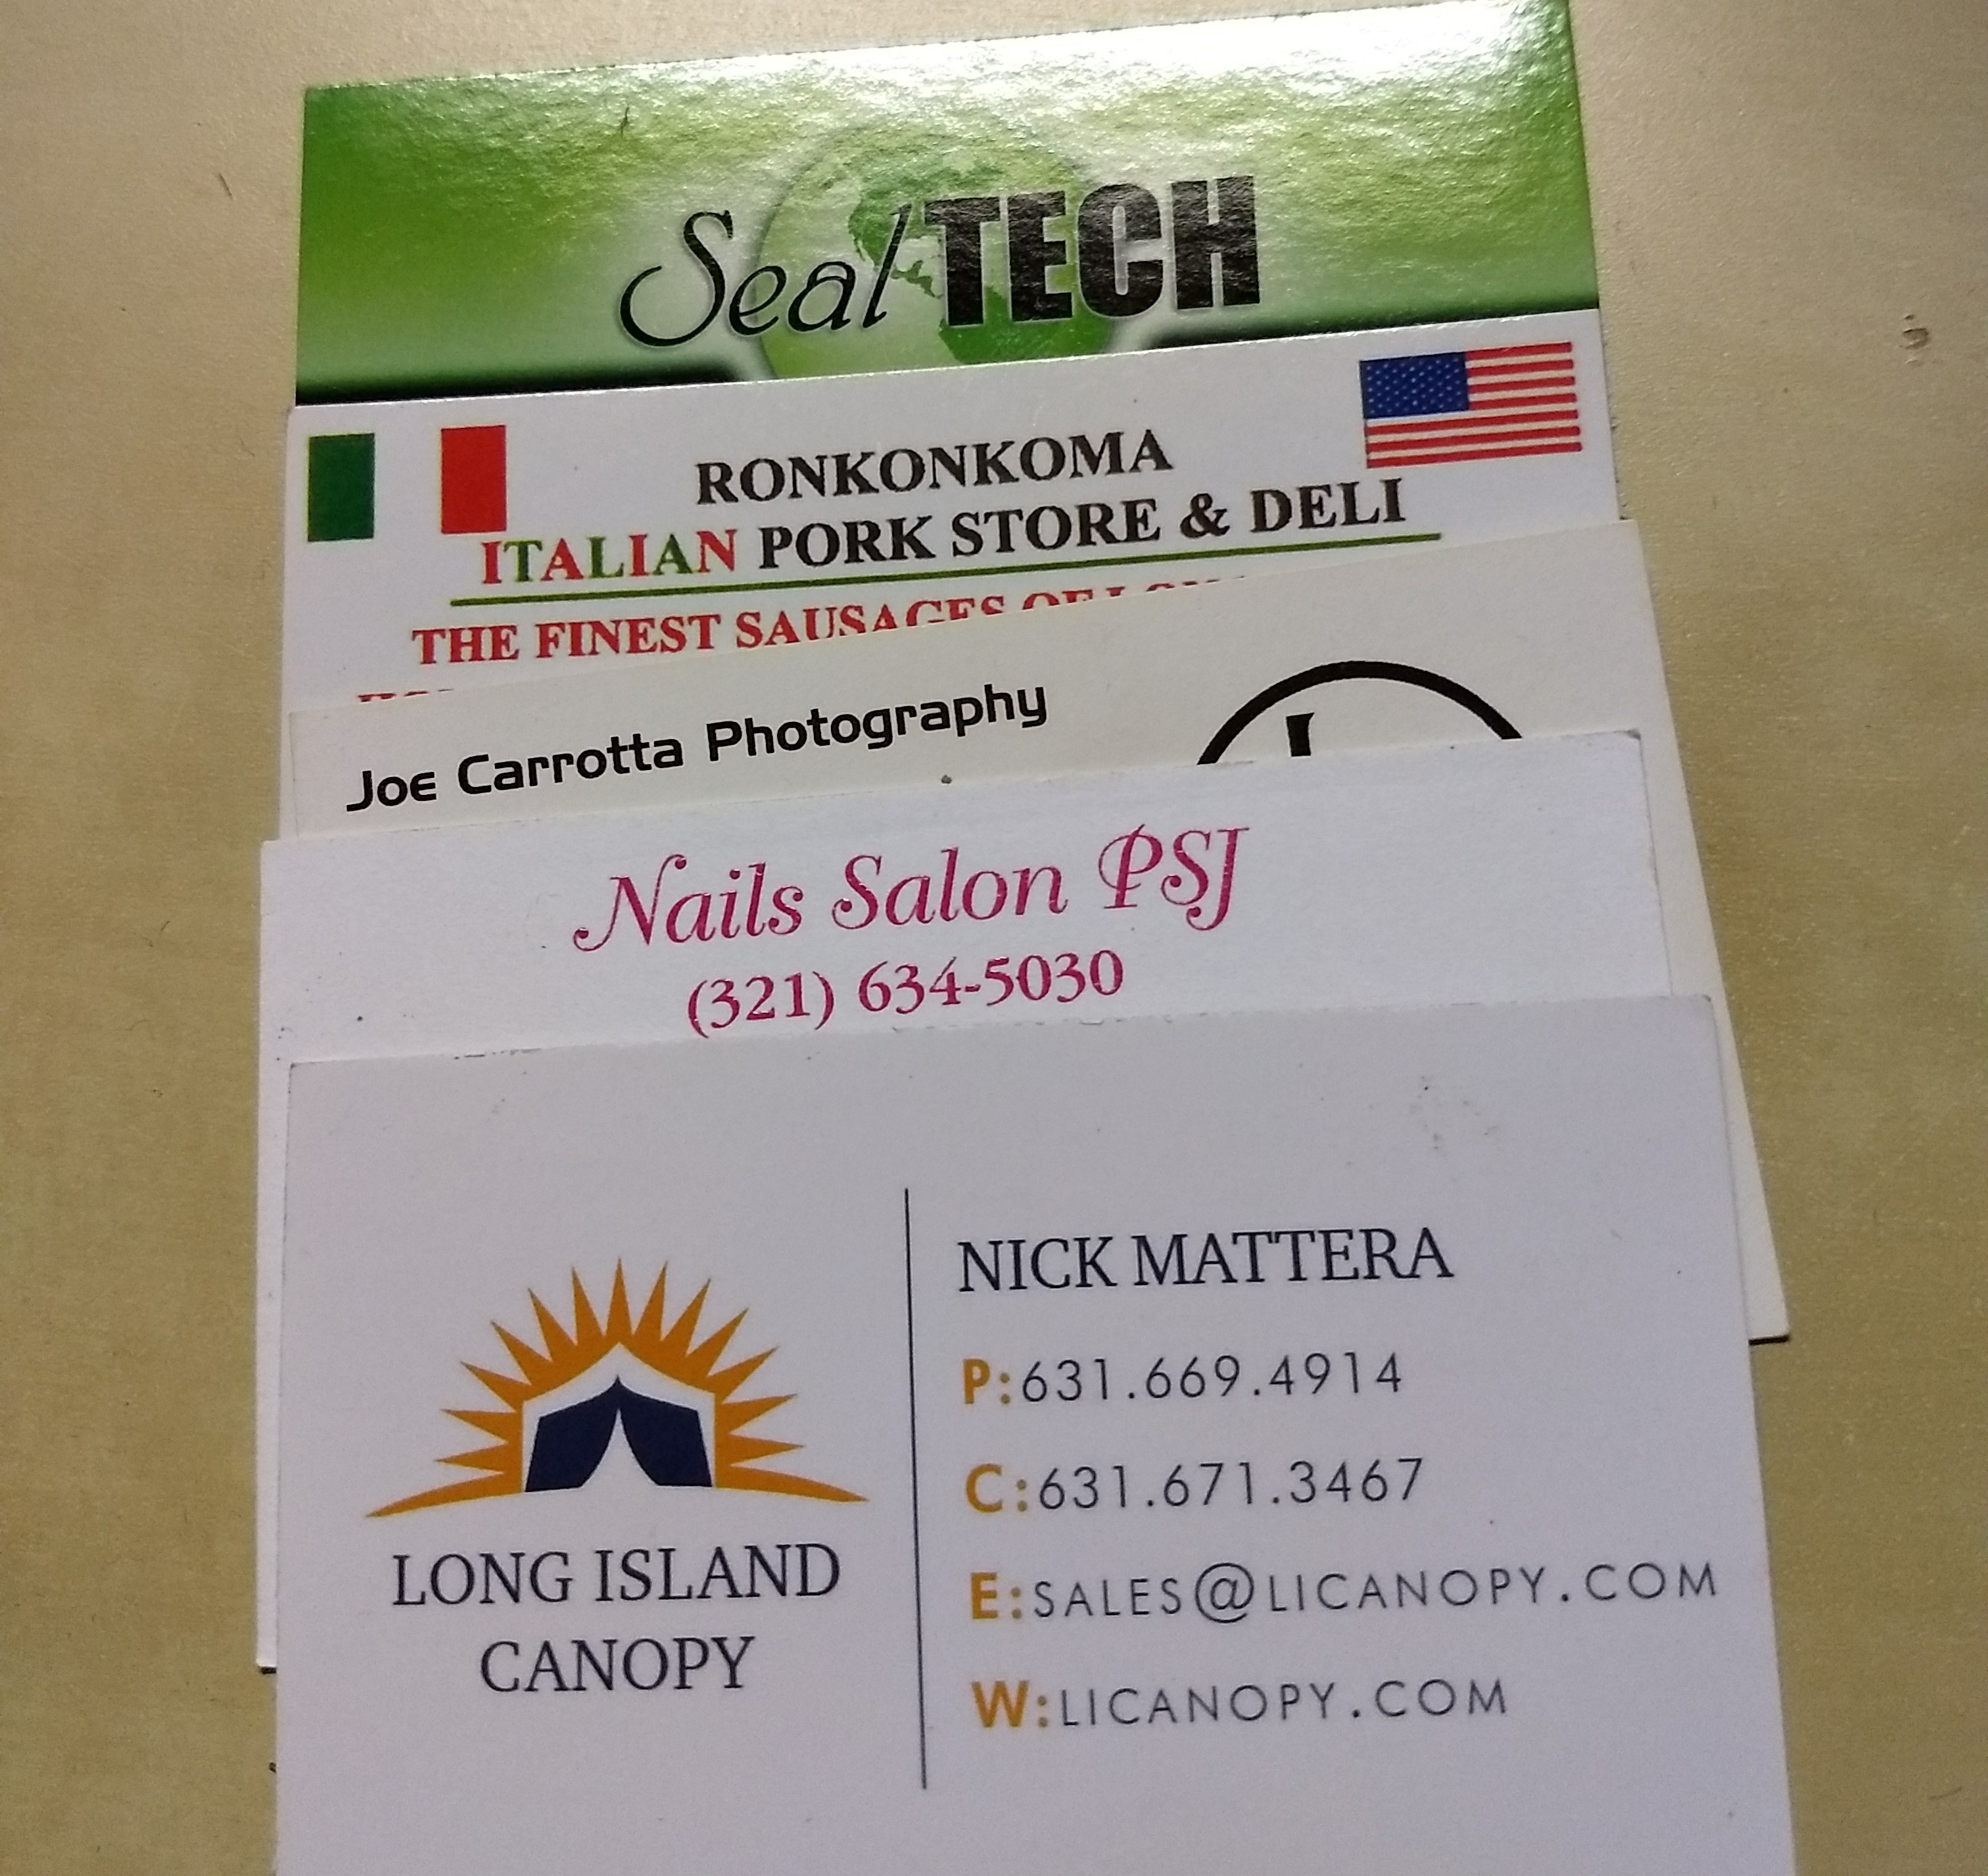 Seal TECH
RONKONKOMA
ITALIAN PORK STORE & DELI
THE FINEST SAUSAGES OF
Joe Carrotta Photography
Nails Salon PSJ
(321) 634-5030
LONG ISLAND
CANOPY
NICK MATTERA
P:631.669.4914
C:631.671.3467
E:SALES@LICANOPY.COM
W:LICANOPY.COM